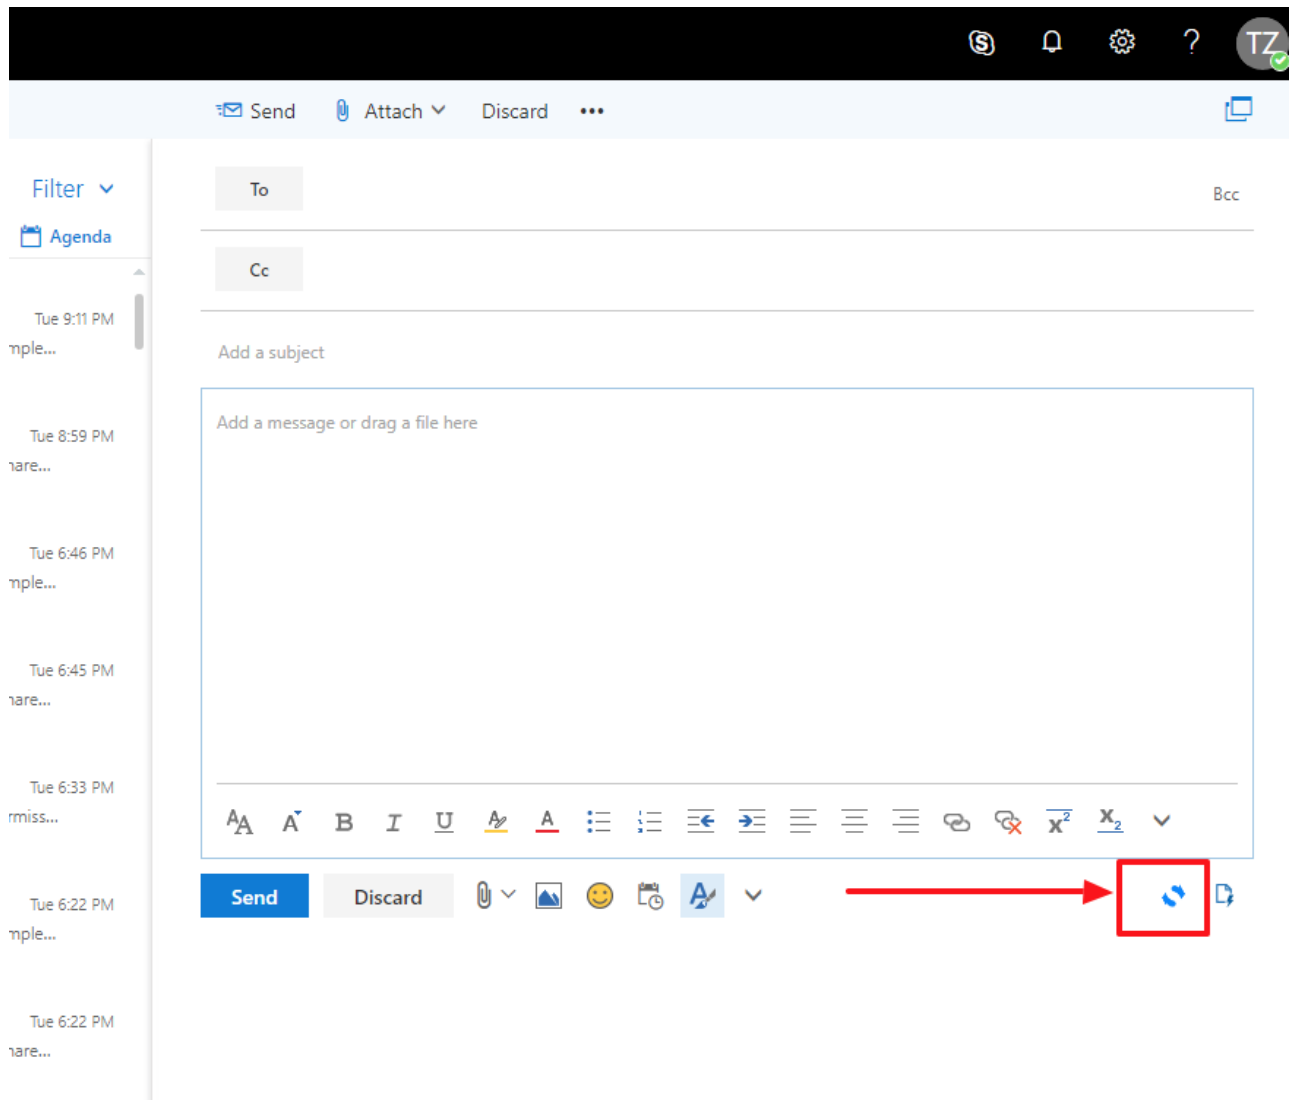 TZ
Send Attach Discard
Filter
Agenda
To
Bcc
Cc
Add a subject
Add a message or drag a file here
Tue 9:11 PM
mple...
Tue 8:59 PM
hare...
Tue 6:46 PM
mple...
Tue 6:45 PM
hare...
Tue 6:33 PM
rmiss...
Tue 6:22 PM
mple...
Tue 6:22 PM
hare...
Send Discard